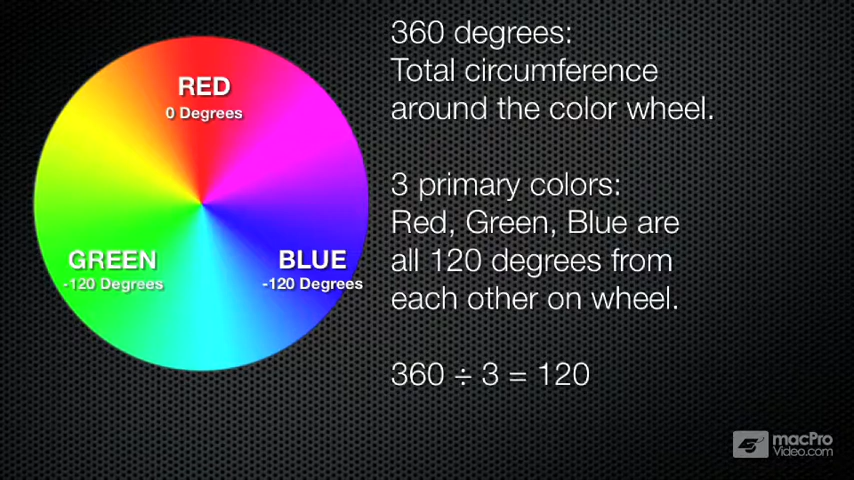 RED
0 Degrees
GREEN
-120 Degrees
BLUE
-120 Degrees
360 degrees:
Total circumference
around the color wheel.
3 primary colors:
Red, Green, Blue are
all 120 degrees from
each other on wheel.
360 ÷ 3 = 120
macPro
Video.com